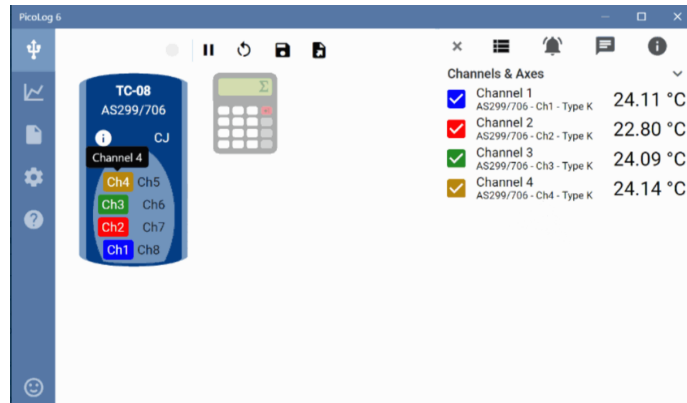 PicoLog 6
TC-08
AS299/706
CJ
Channel 4
Ch4 Ch5
Ch3 Ch6
Ch2 Ch7
Ch1 Ch8
Σ
Channels & Axes
Channel 1
AS299/706 - Ch1 - Type K
24.11 °C
Channel 2
AS299/706 - Ch2 - Type K
22.80 °C
Channel 3
AS299/706 - Ch3 - Type K
24.09 °C
Channel 4
AS299/706 - Ch4 - Type K
24.14 °C